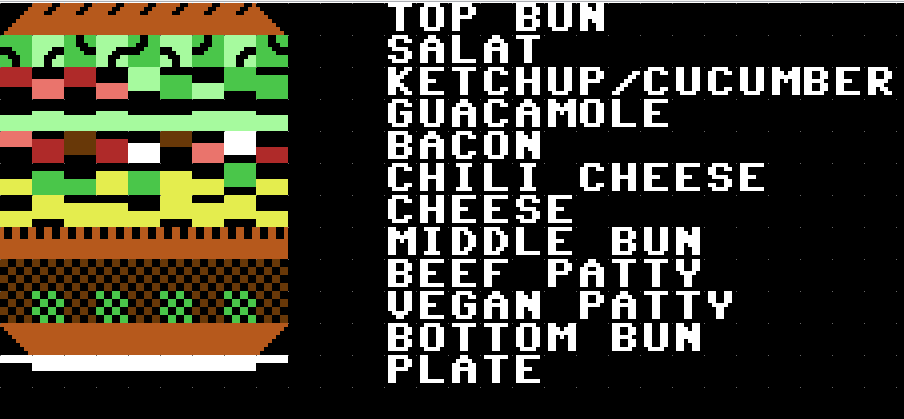 TOP BUN
SALAT
KETCHUP/CUCUMBER
GUACAMOLE
BACON
CHILI CHEESE
CHEESE
MIDDLE BUN
BEEF PATTY
VEGAN PATTY
BOTTOM BUN
PLATE